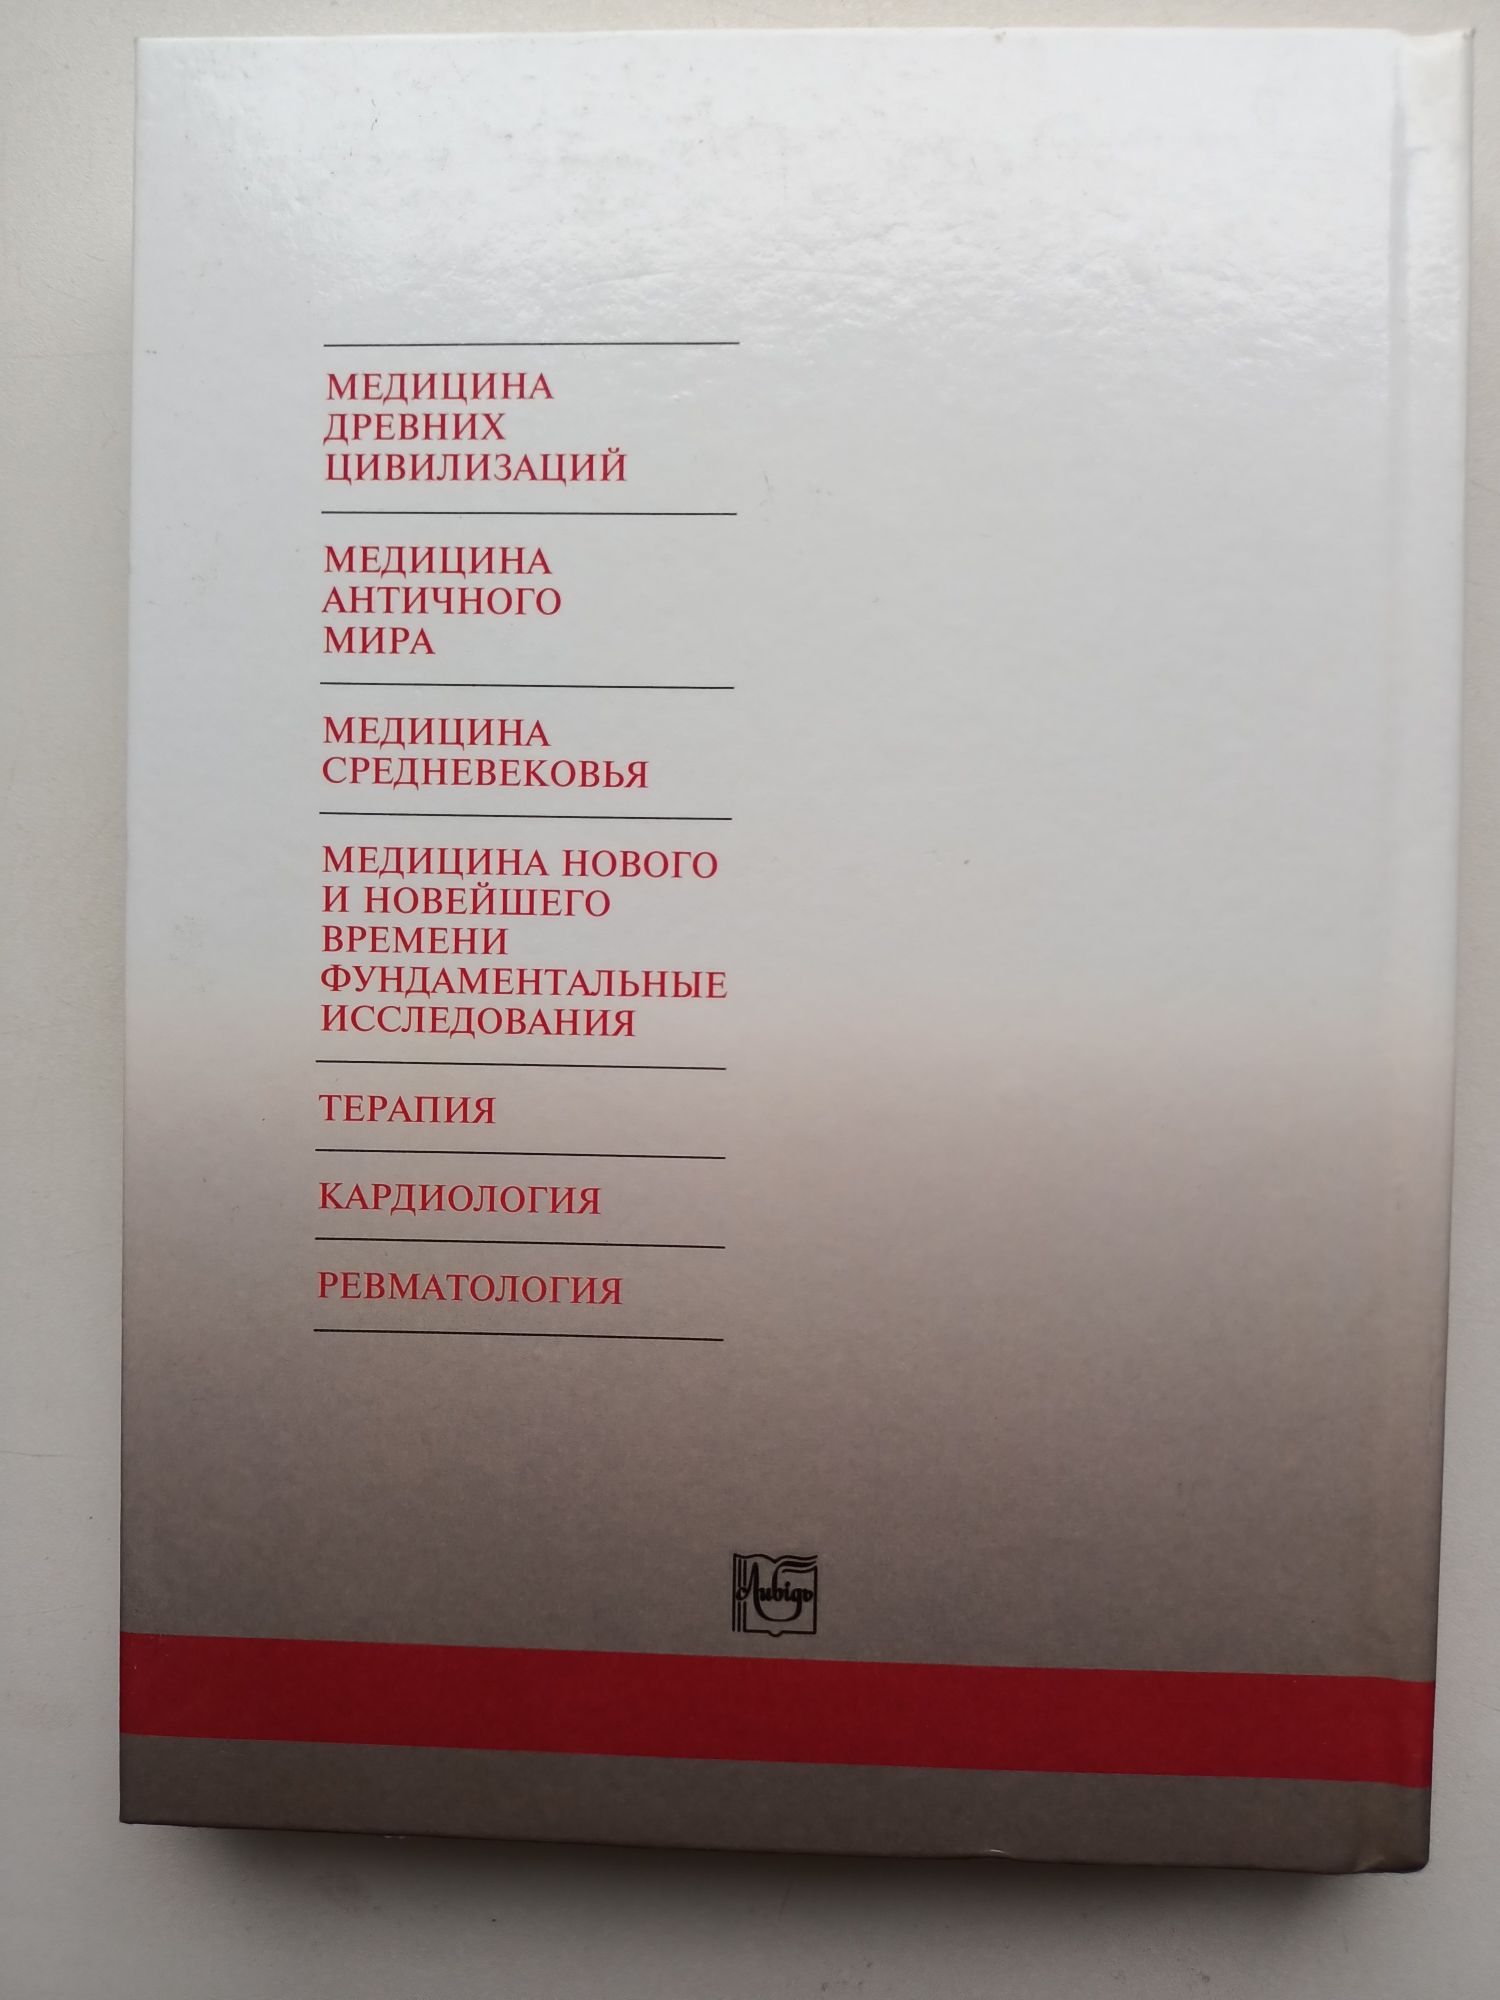 МЕДИЦИНА
ДРЕВНИХ
ЦИВИЛИЗАЦИЙ
МЕДИЦИНА
АНТИЧНОГО
МИРА
МЕДИЦИНА
СРЕДНЕВЕКОВЬЯ
МЕДИЦИНА НОВОГО
И НОВЕЙШЕГО
ВРЕМЕНИ
ФУНДАМЕНТАЛЬНЫЕ
ИССЛЕДОВАНИЯ
ТЕРАПИЯ
КАРДИОЛОГИЯ
РЕВМАТОЛОГИЯ
Либідь